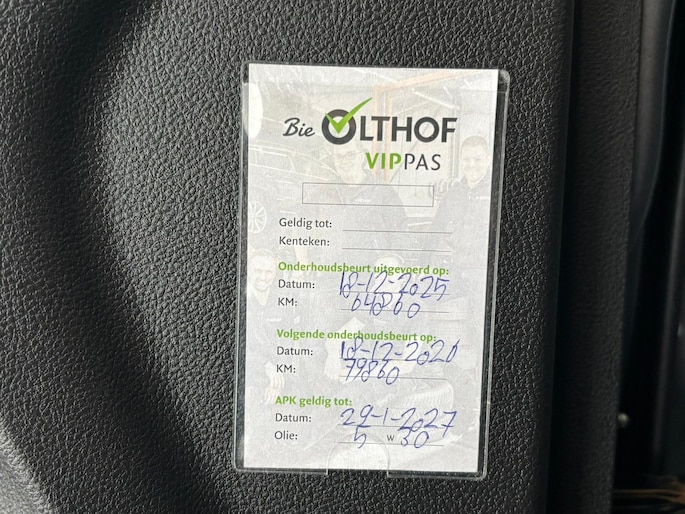 Bie OLTHOF
VIPPAS
Geldig tot:
Kenteken:
Onderhoudsbeurt uitgevoerd op:
Datum: 18-12-2025
KM: 64860
Volgende onderhoudsbeurt op:
Datum: 18-12-2026
KM: 79860
APK geldig tot:
Datum: 29-1-2027
Olie: 5 W 30